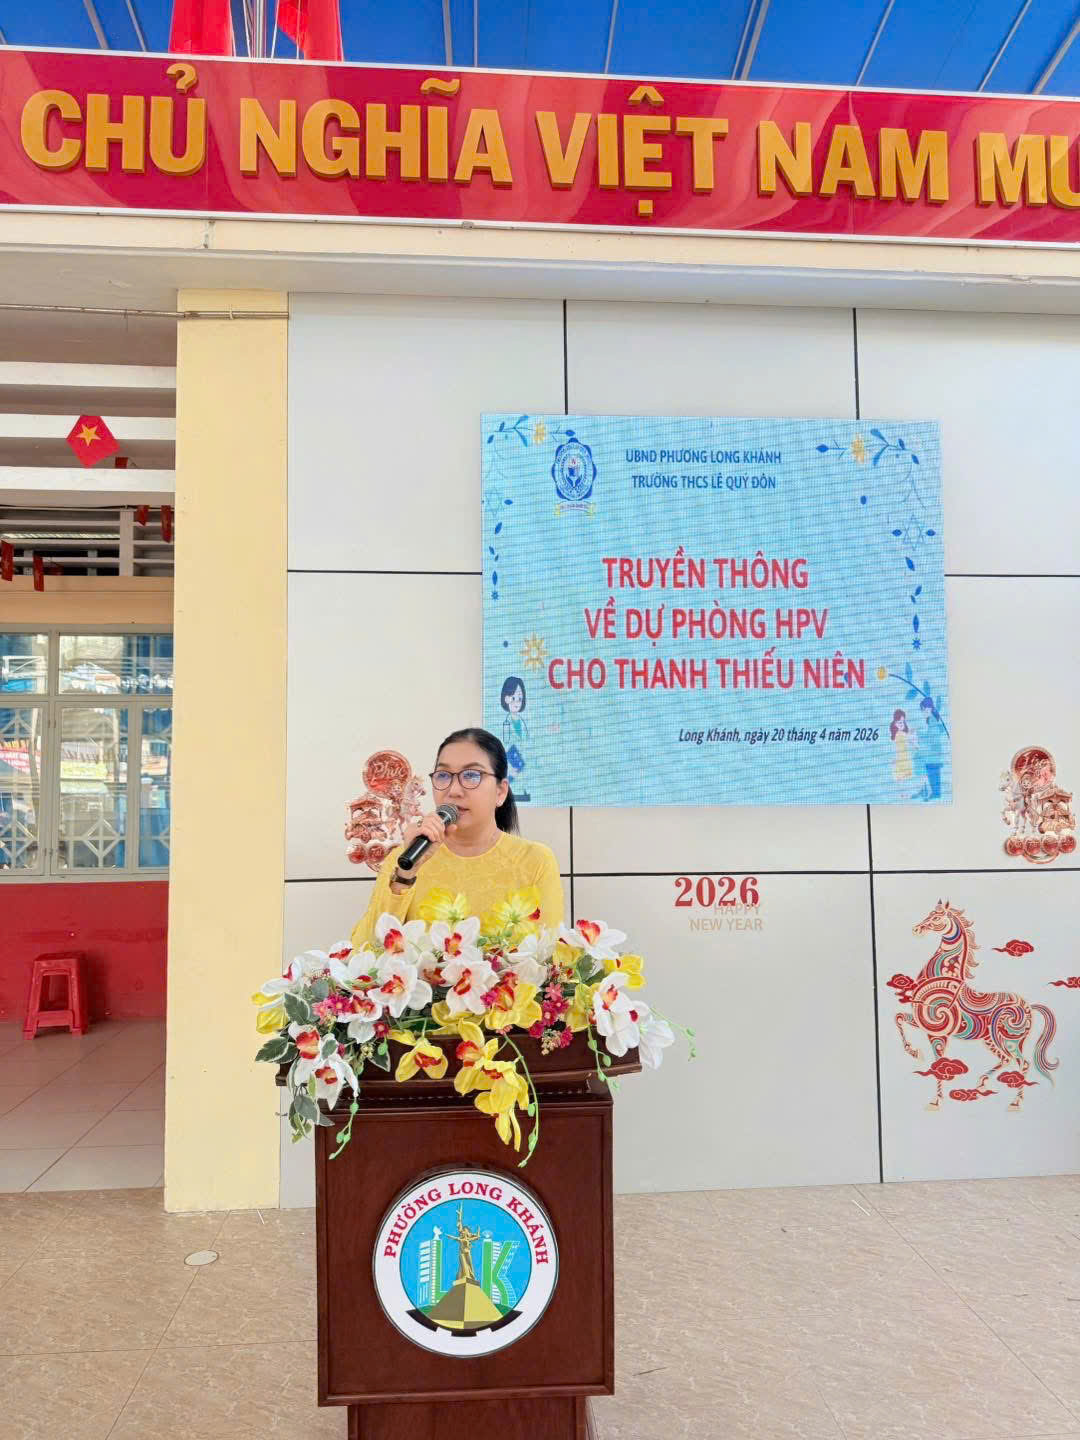 CHỦ NGHĨA VIỆT NAM MU
UBND PHƯỜNG LONG KHÁNH
TRƯỜNG THCS LÊ QUÝ ĐÔN
TRUYỀN THÔNG
VỀ DỰ PHÒNG HPV
CHO THANH THIẾU NIÊN
Long Khánh, ngày 20 tháng 4 năm 2026
Phúc
2026
HAPPY
NEW YEAR
PHƯỜNG LONG KHÁNH
LK